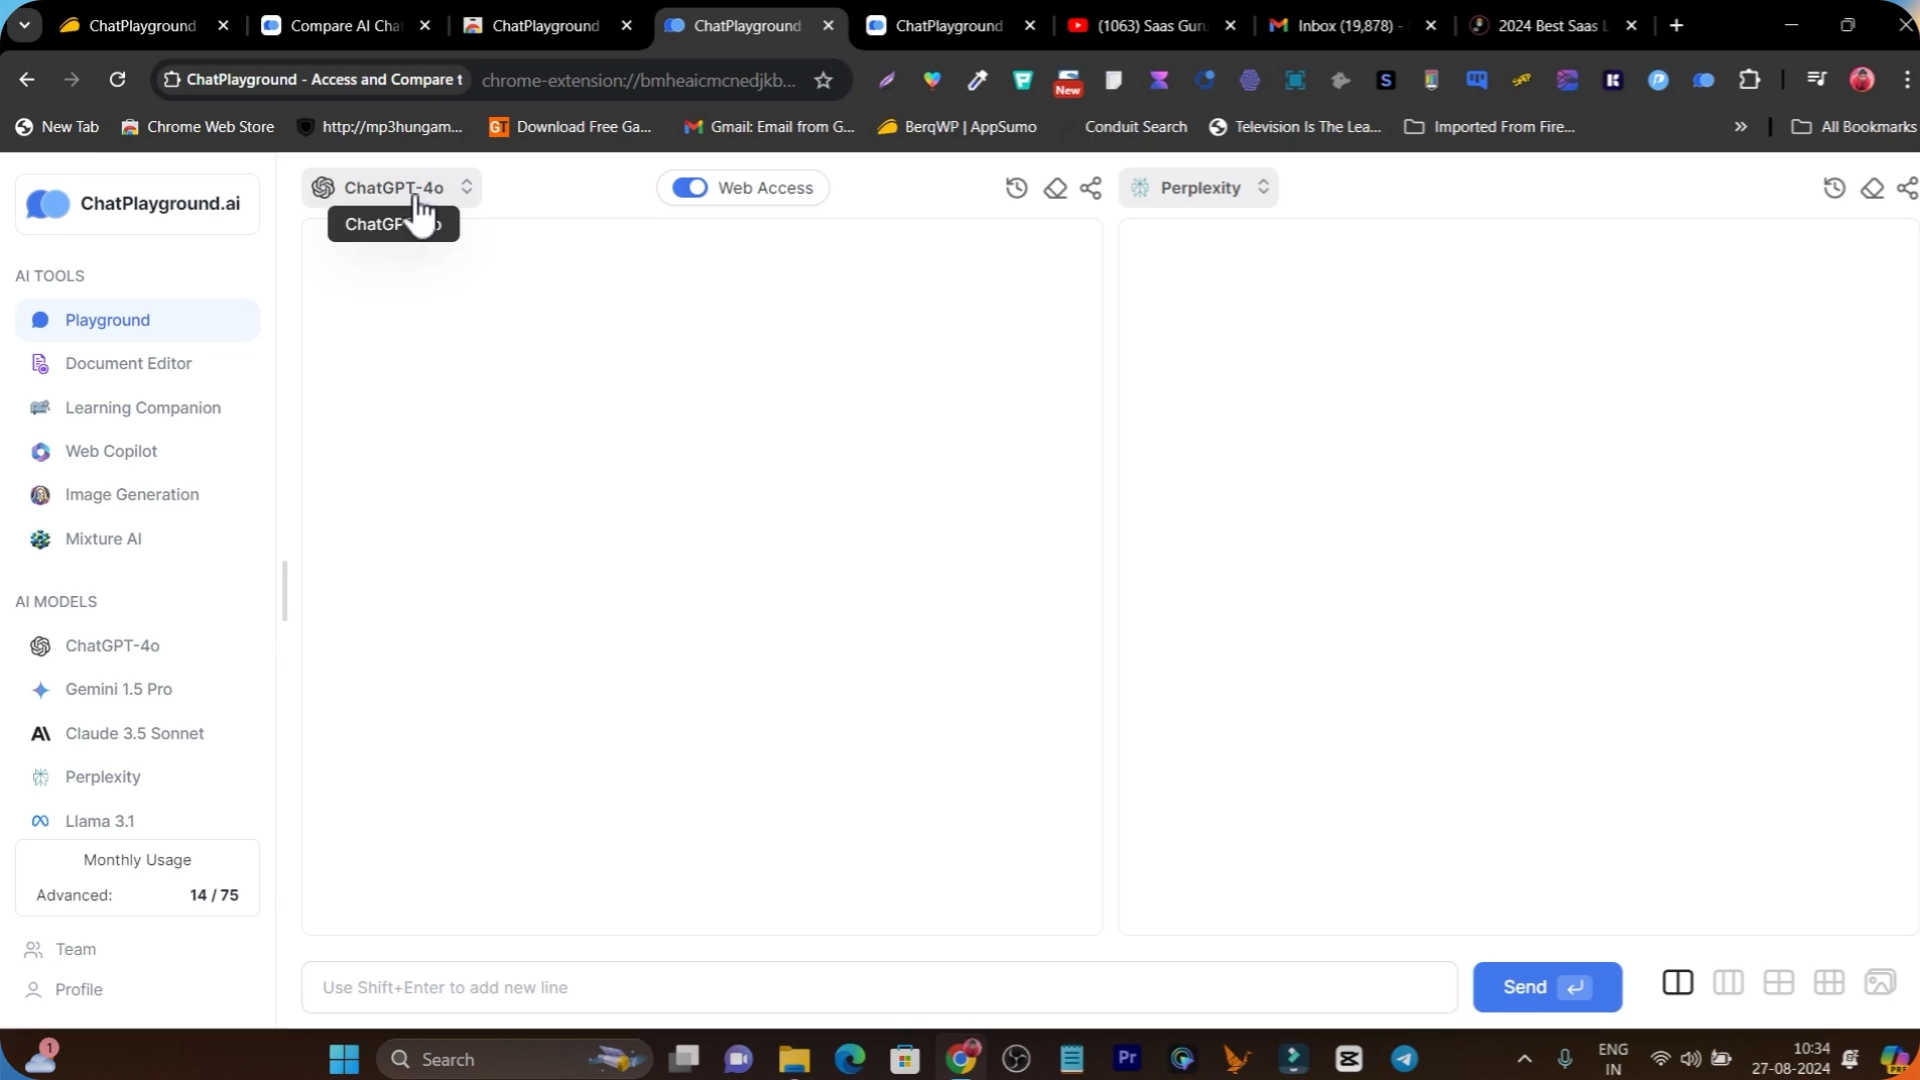 ChatPlayground
Compare AI Cha
ChatPlayground
ChatPlayground
ChatPlayground
(1063) Saas Guru
Inbox (19,878) -
2024 Best Saas L
ChatPlayground - Access and Compare t
chrome-extension://bmheaicmcnedjkb...
New
New Tab
Chrome Web Store
http://mp3hungam...
Download Free Ga...
Gmail: Email from G...
BerqWP | AppSumo
Conduit Search
Television Is The Lea...
Imported From Fire...
»
All Bookmarks
ChatPlayground.ai
ChatGPT-4o
Web Access
Perplexity
ChatGP
AI TOOLS
Playground
Document Editor
Learning Companion
Web Copilot
Image Generation
Mixture AI
AI MODELS
ChatGPT-4o
Gemini 1.5 Pro
Claude 3.5 Sonnet
Perplexity
Llama 3.1
Monthly Usage
Advanced: 14 / 75
Team
Profile
Use Shift+Enter to add new line
Send
1
Search
Pr
ENG
IN
10:34
27-08-2024